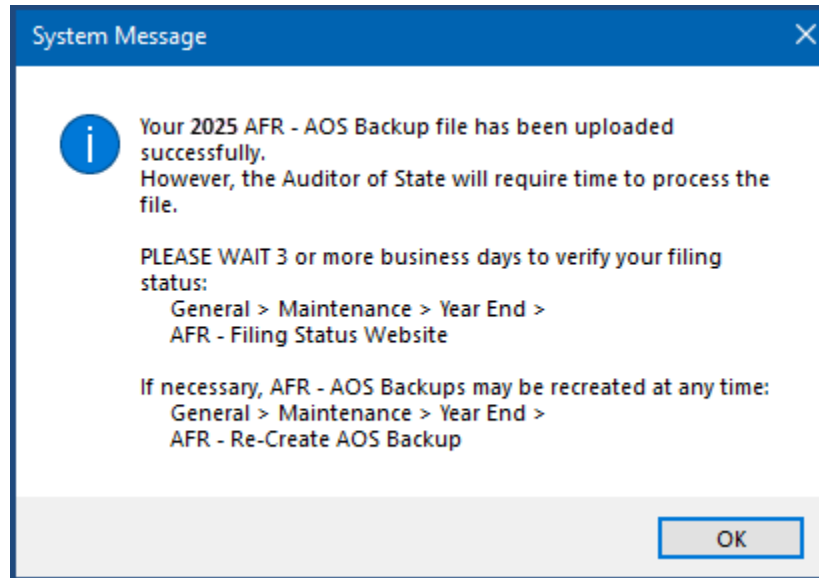 System Message
Your 2025 AFR - AOS Backup file has been uploaded
successfully.
However, the Auditor of State will require time to process the
file.
PLEASE WAIT 3 or more business days to verify your filing
status:
General > Maintenance > Year End >
AFR - Filing Status Website
If necessary, AFR - AOS Backups may be recreated at any time:
General > Maintenance > Year End >
AFR - Re-Create AOS Backup
OK